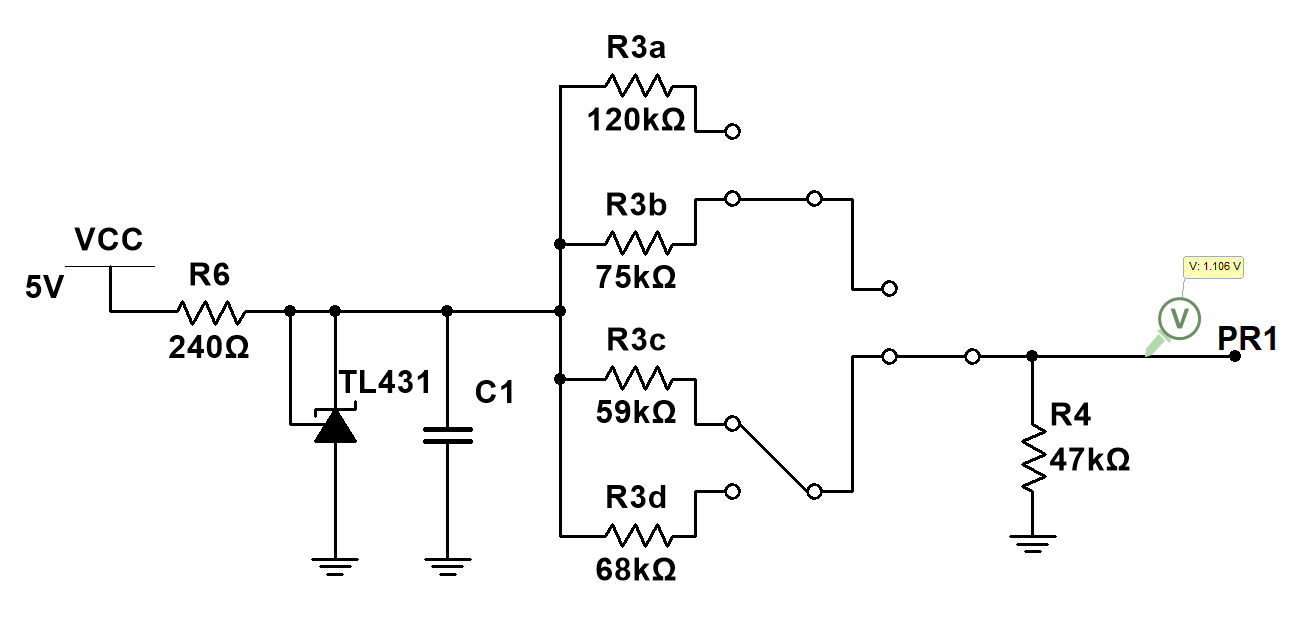 R3a
120kΩ
R3b
75kΩ
VCC
5V
R6
240Ω
V: 1.106 V
V
PR1
R3c
59kΩ
TL431
C1
R4
47kΩ
R3d
68kΩ